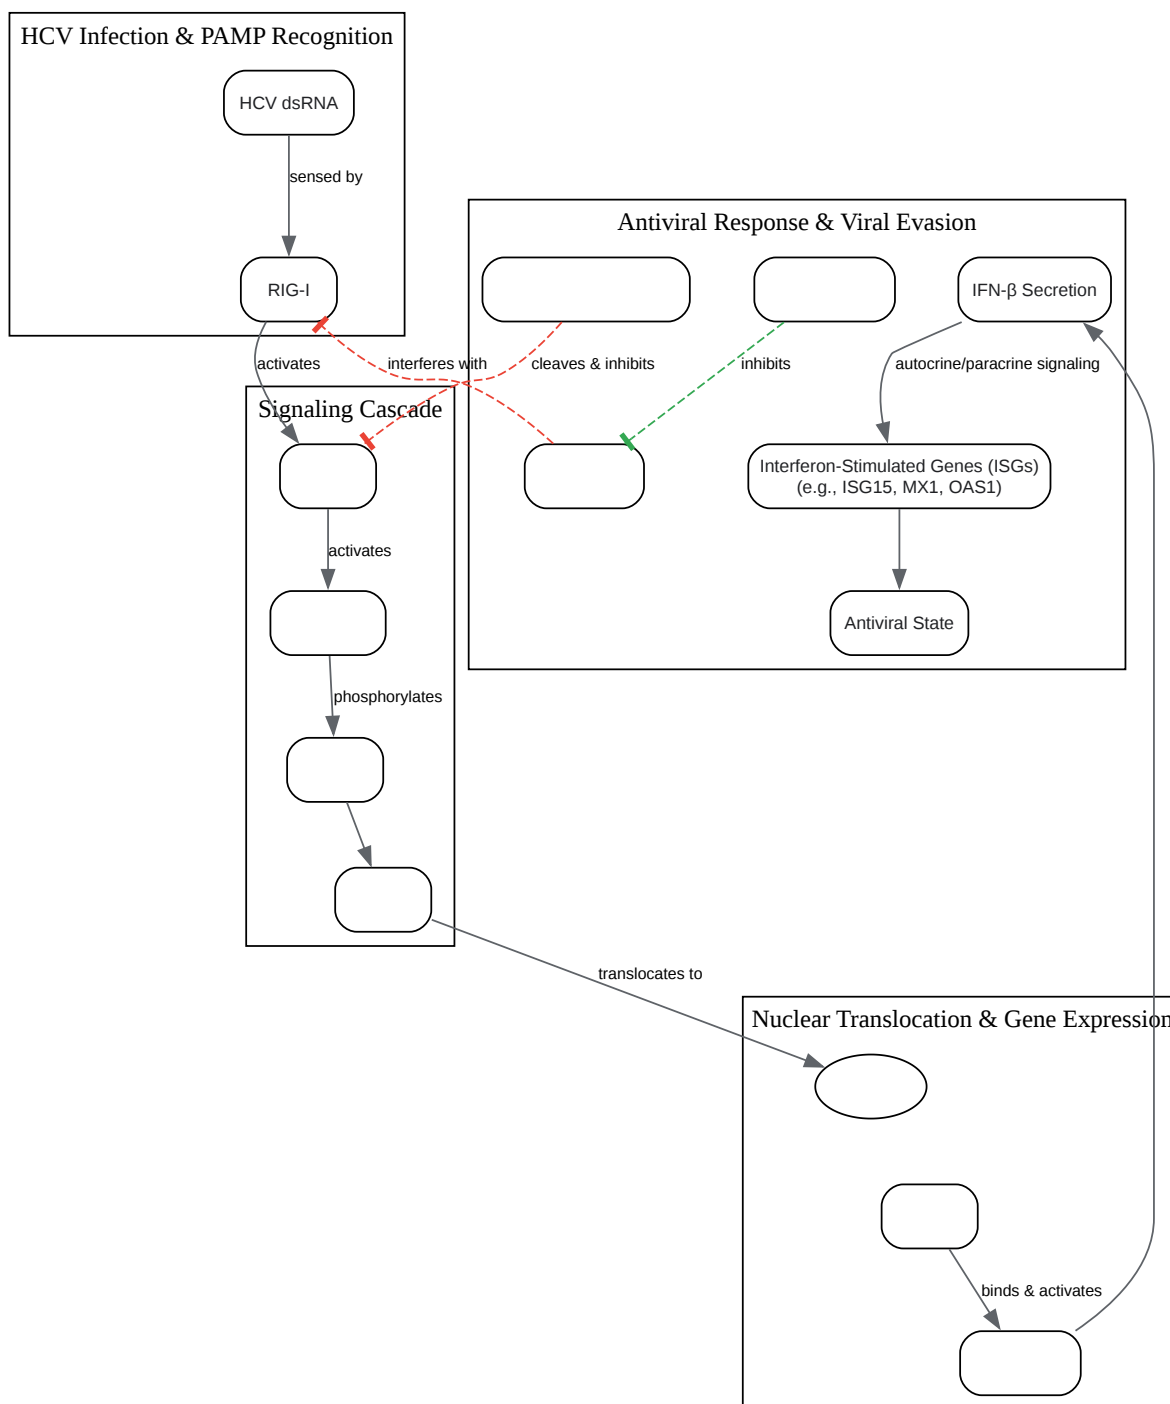 HCV Infection & PAMP Recognition
HCV dsRNA
sensed by
RIG-I
activates
interferes with
Antiviral Response & Viral Evasion
IFN-β Secretion
cleaves & inhibits
inhibits
autocrine/paracrine signaling
Interferon-Stimulated Genes (ISGs)
(e.g., ISG15, MX1, OAS1)
Antiviral State
Signaling Cascade
activates
phosphorylates
translocates to
Nuclear Translocation & Gene Expression
binds & activates